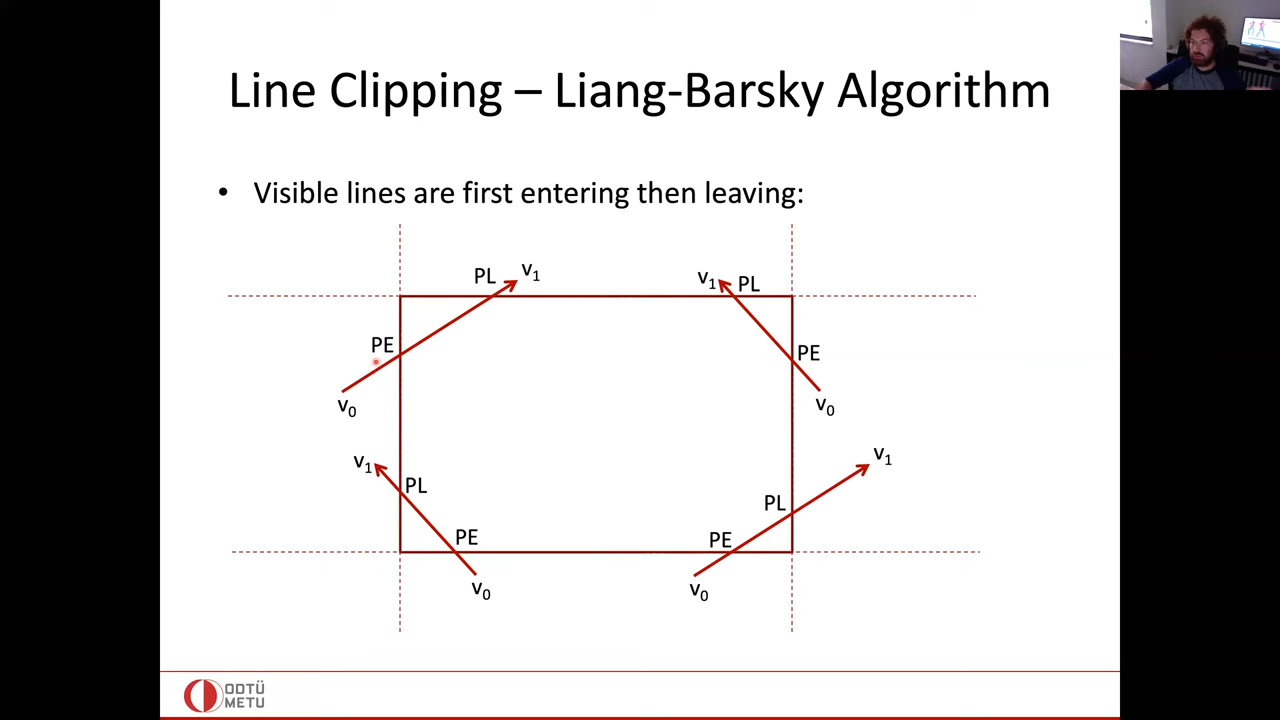 Line Clipping – Liang-Barsky Algorithm
• Visible lines are first entering then leaving:
PL v1
v1 PL
PE
PE
v0
v0
v1
v1
PL
PL
PE
PE
v0
v0
ODTÜ
METU